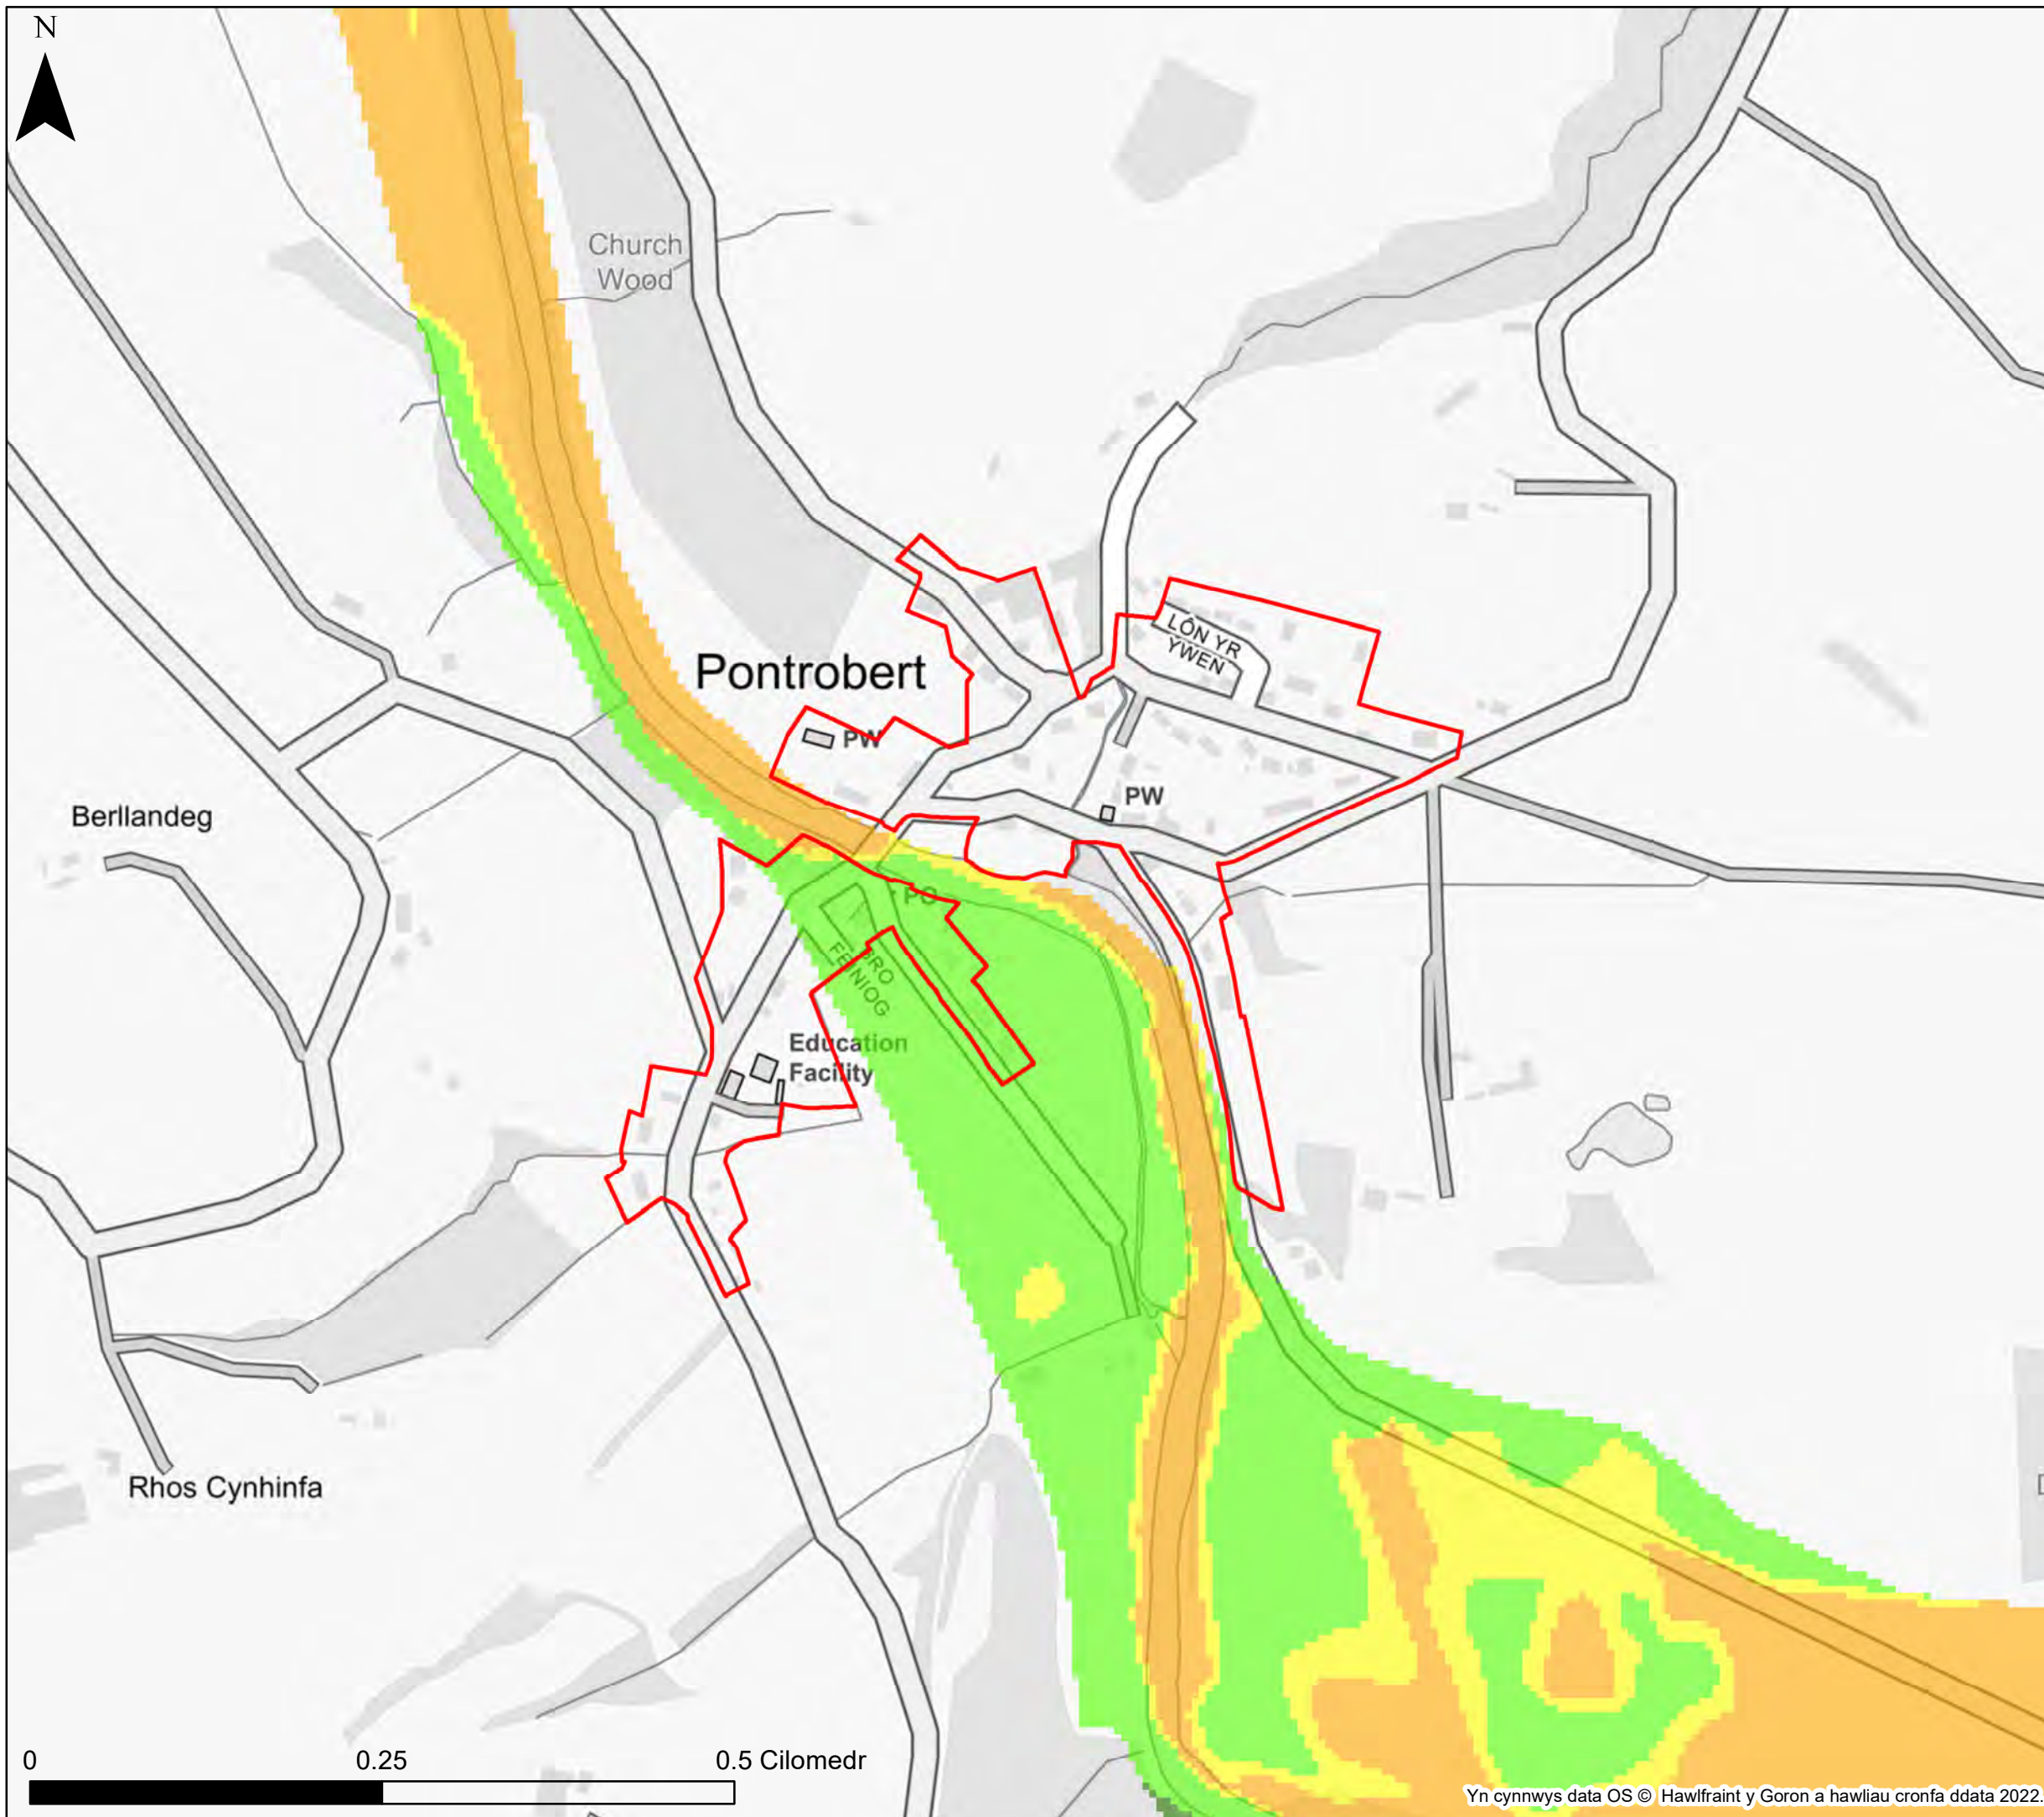 N
Church
Wood
LÔN YR
YWEN
Pontrobert
PW
PW
Berllandeg
PO
BRO
FEINIOG
Education
Facility
Rhos Cynhinfa
0 0.25 0.5 Cilomedr
Yn cynnwys data OS © Hawlfraint y Goron a hawliau cronfa ddata 2022